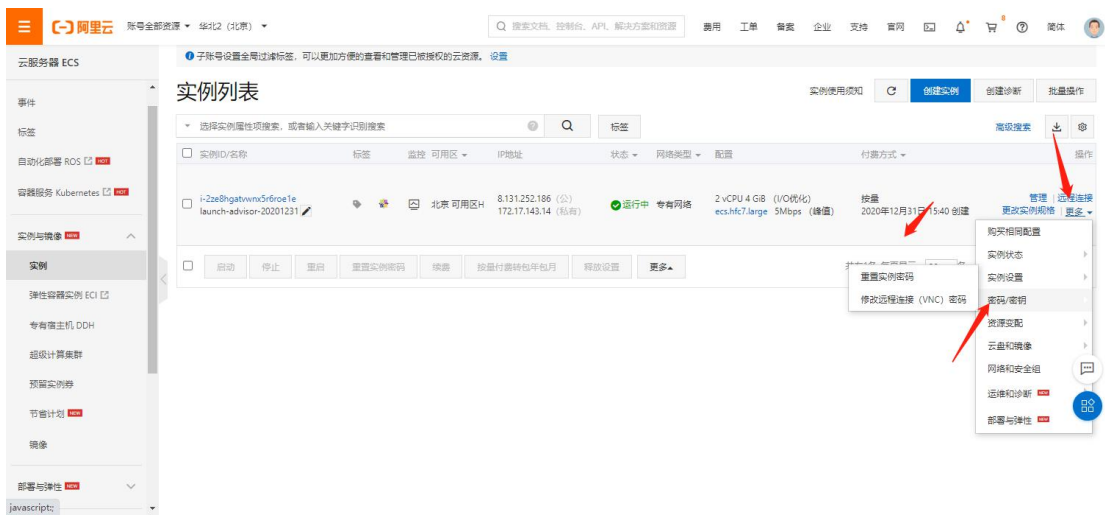 阿里云 账号全部资源 华北2（北京） 搜索文档、控制台、API、解决方案和资源 费用 工单 备案 企业 支持 官网 简体
云服务器 ECS
子账号设置全局过滤标签，可以更加方便的查看和管理已被授权的云资源。 设置
事件
标签
自动化部署 ROS HOT
容器服务 Kubernetes HOT
实例与镜像 NEW
实例
弹性容器实例 ECI
专有宿主机 DDH
超级计算集群
预留实例券
节省计划 NEW
镜像
部署与弹性 NEW
javascript:;
实例列表 实例使用须知 创建实例 创建诊断 批量操作
选择实例属性项搜索，或者输入关键字识别搜索 标签 高级搜索
实例ID/名称 标签 监控 可用区 IP地址 状态 网络类型 配置 付费方式 操作
i-2ze8hgatvwnx5r6roe1e
launch-advisor-20201231
北京 可用区H
8.131.252.186（公）
172.17.143.14（私有）
运行中 专有网络
2 vCPU 4 GiB （I/O优化）
ecs.hfc7.large 5Mbps （峰值）
按量
2020年12月31日 15:40 创建
管理 | 远程连接
更改实例规格 | 更多
启动 停止 重启 重置实例密码 续费 按量付费转包年包月 释放设置 更多
重置实例密码
修改远程连接（VNC）密码
购买相同配置
实例状态
实例设置
密码/密钥
资源变配
云盘和镜像
网络和安全组
运维和诊断 NEW
部署与弹性 NEW